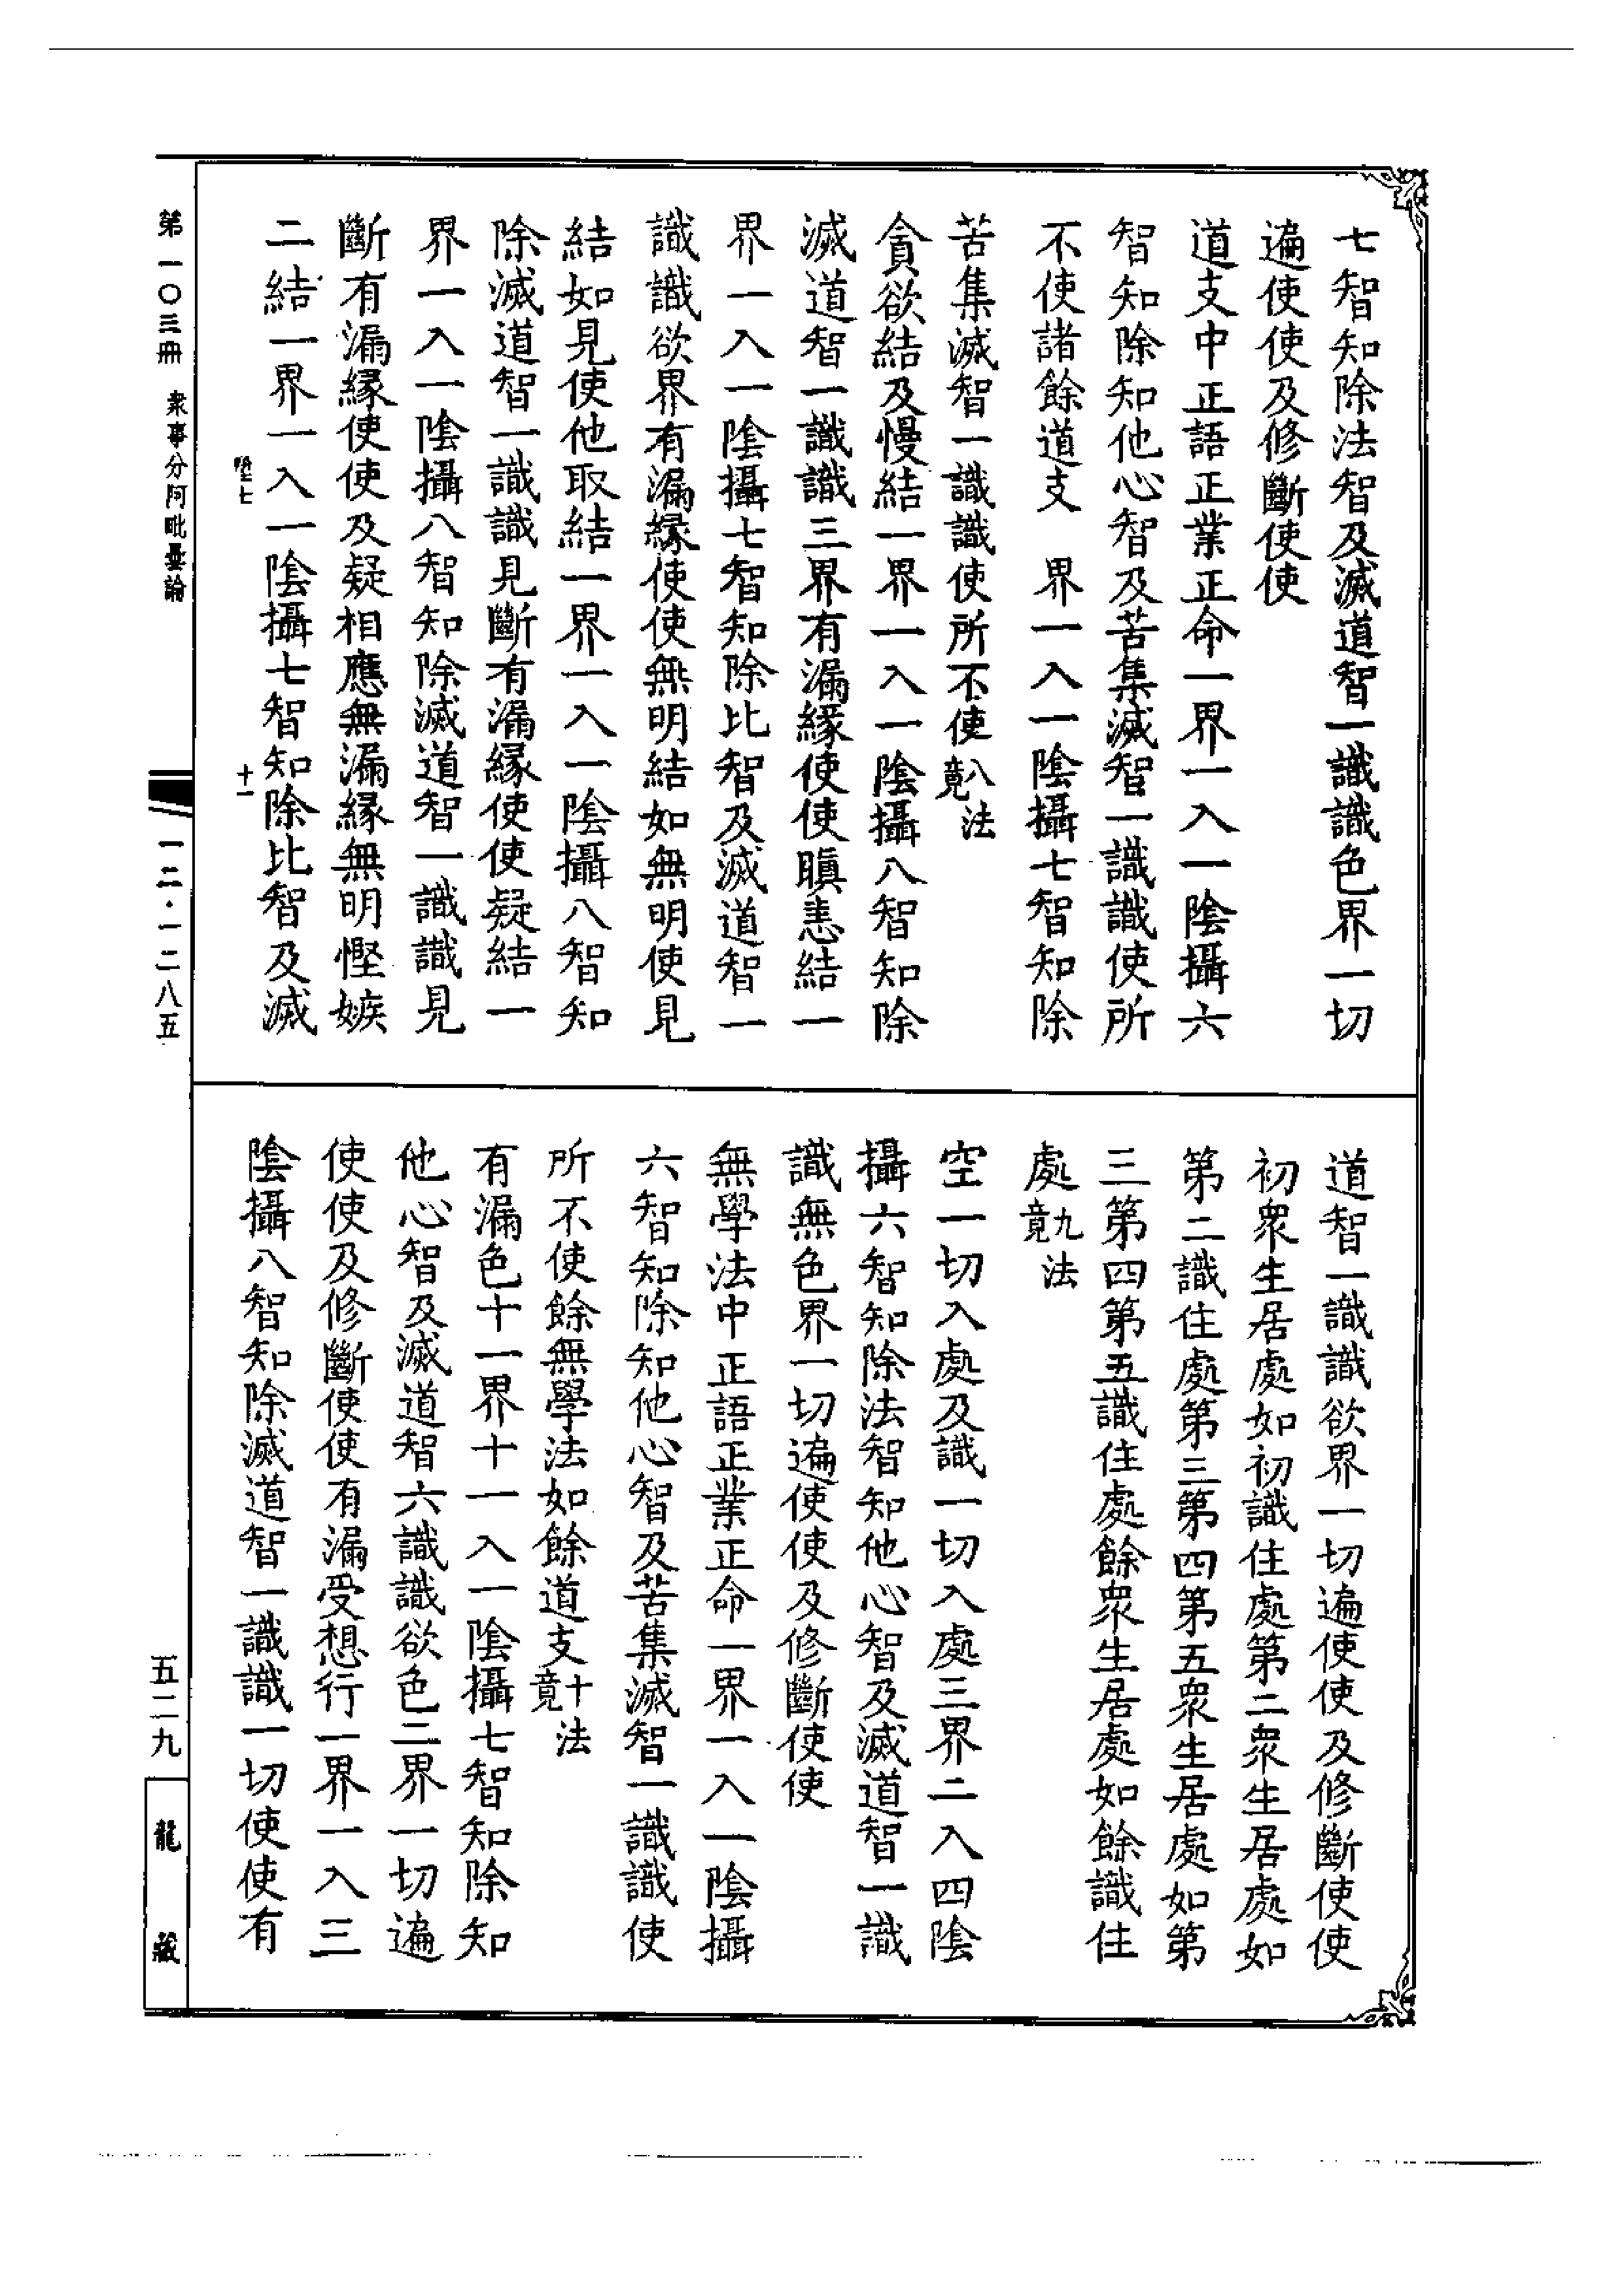 七智知除法智及滅道智一識識色界一切
遍使使及修斷使使
道支中正語正業正命一界一入一陰攝六
智知除知他心智及苦集滅智一識識使所
不使諸餘道支　界一入一陰攝七智知除
苦集滅智一識識使所不使八法竟
貪欲結及慢結一界一入一陰攝八智知除
滅道智一識識三界有漏緣使使瞋恚結一
界一入一陰攝七智知除比智及滅道智一
識識欲界有漏緣使使無明結如無明使見
結如見使他取結一界一入一陰攝八智知
除滅道智一識識見斷有漏緣使使疑結一
界一入一陰攝八智知除滅道智一識識見
斷有漏緣使使及疑相應無漏緣無明慳嫉
二結一界一入一陰攝七智知除比智及滅
道智一識識欲界一切遍使使及修斷使使
初眾生居處如初識住處第二眾生居處如
第二識住處第三第四第五眾生居處如第
三第四第五識住處餘眾生居處如餘識住
處九法竟
空一切入處及識一切入處三界二入四陰
攝六智知除法智知他心智及滅道智一識
識無色界一切遍使使及修斷使使
無學法中正語正業正命一界一入一陰攝
六智知除知他心智及苦集滅智一識識使
所不使餘無學法如餘道支十法竟
有漏色十一界十一入一陰攝七智知除知
他心智及滅道智六識識欲色二界一切遍
使使及修斷使使有漏受想行一界一入三
陰攝八智知除滅道智一識識一切使使有
第一〇三冊　眾事分阿毗曇論
一二·一二八五
五二九
龍藏
十一